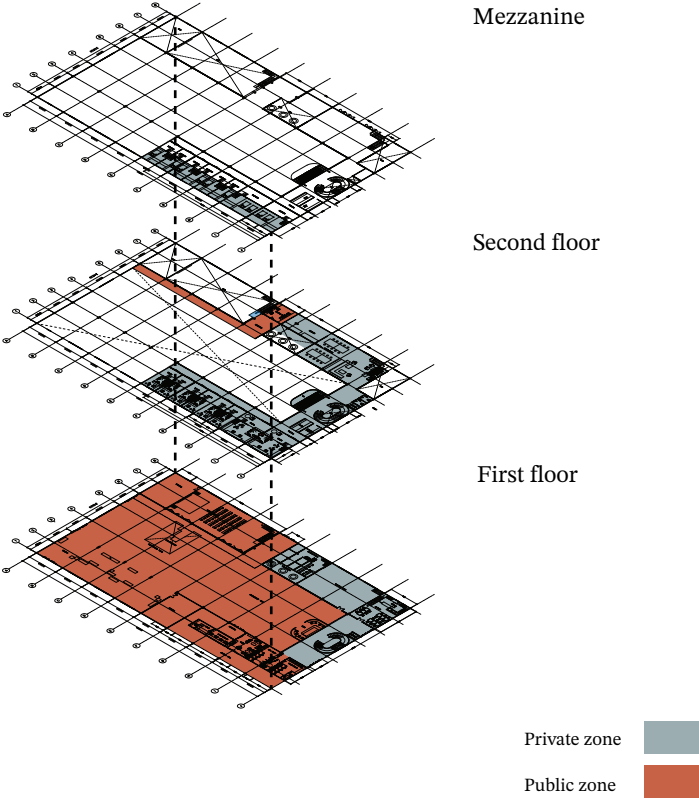 Mezzanine
Second floor
First floor
Private zone
Public zone